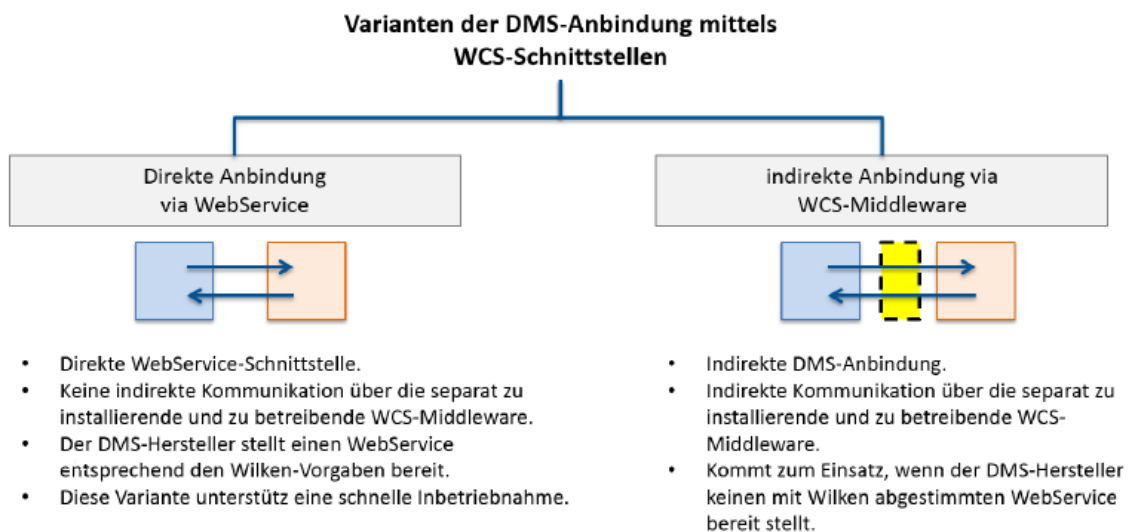 Varianten der DMS-Anbindung mittels
WCS-Schnittstellen
Direkte Anbindung
via WebService
indirekte Anbindung via
WCS-Middleware
• Direkte WebService-Schnittstelle.
• Keine indirekte Kommunikation über die separat zu
installierende und zu betreibende WCS-Middleware.
• Der DMS-Hersteller stellt einen WebService
entsprechend den Wilken-Vorgaben bereit.
• Diese Variante unterstütz eine schnelle Inbetriebnahme.
• Indirekte DMS-Anbindung.
• Indirekte Kommunikation über die separat zu
installierende und zu betreibende WCS-
Middleware.
• Kommt zum Einsatz, wenn der DMS-Hersteller
keinen mit Wilken abgestimmten WebService
bereit stellt.